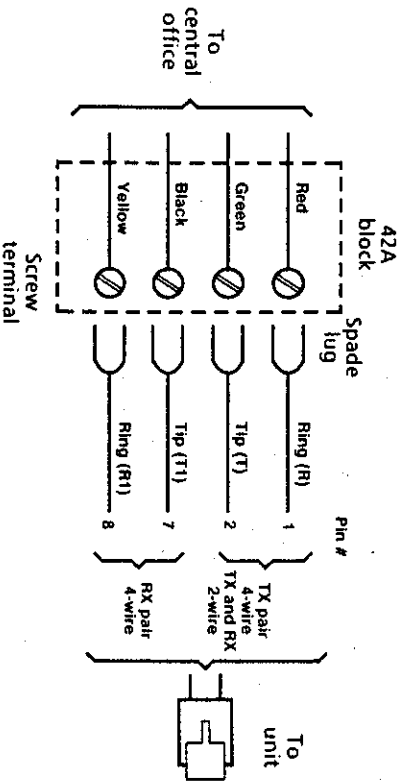 To
central
office
42A
block
Red
Green
Black
Yellow
Screw
terminal
Spade
lug
Ring (R)
Tip (T)
Tip (T1)
Ring (R1)
Pin #
1
2
7
8
TX pair
4-wire
TX and RX
2-wire
RX pair
4-wire
To
unit